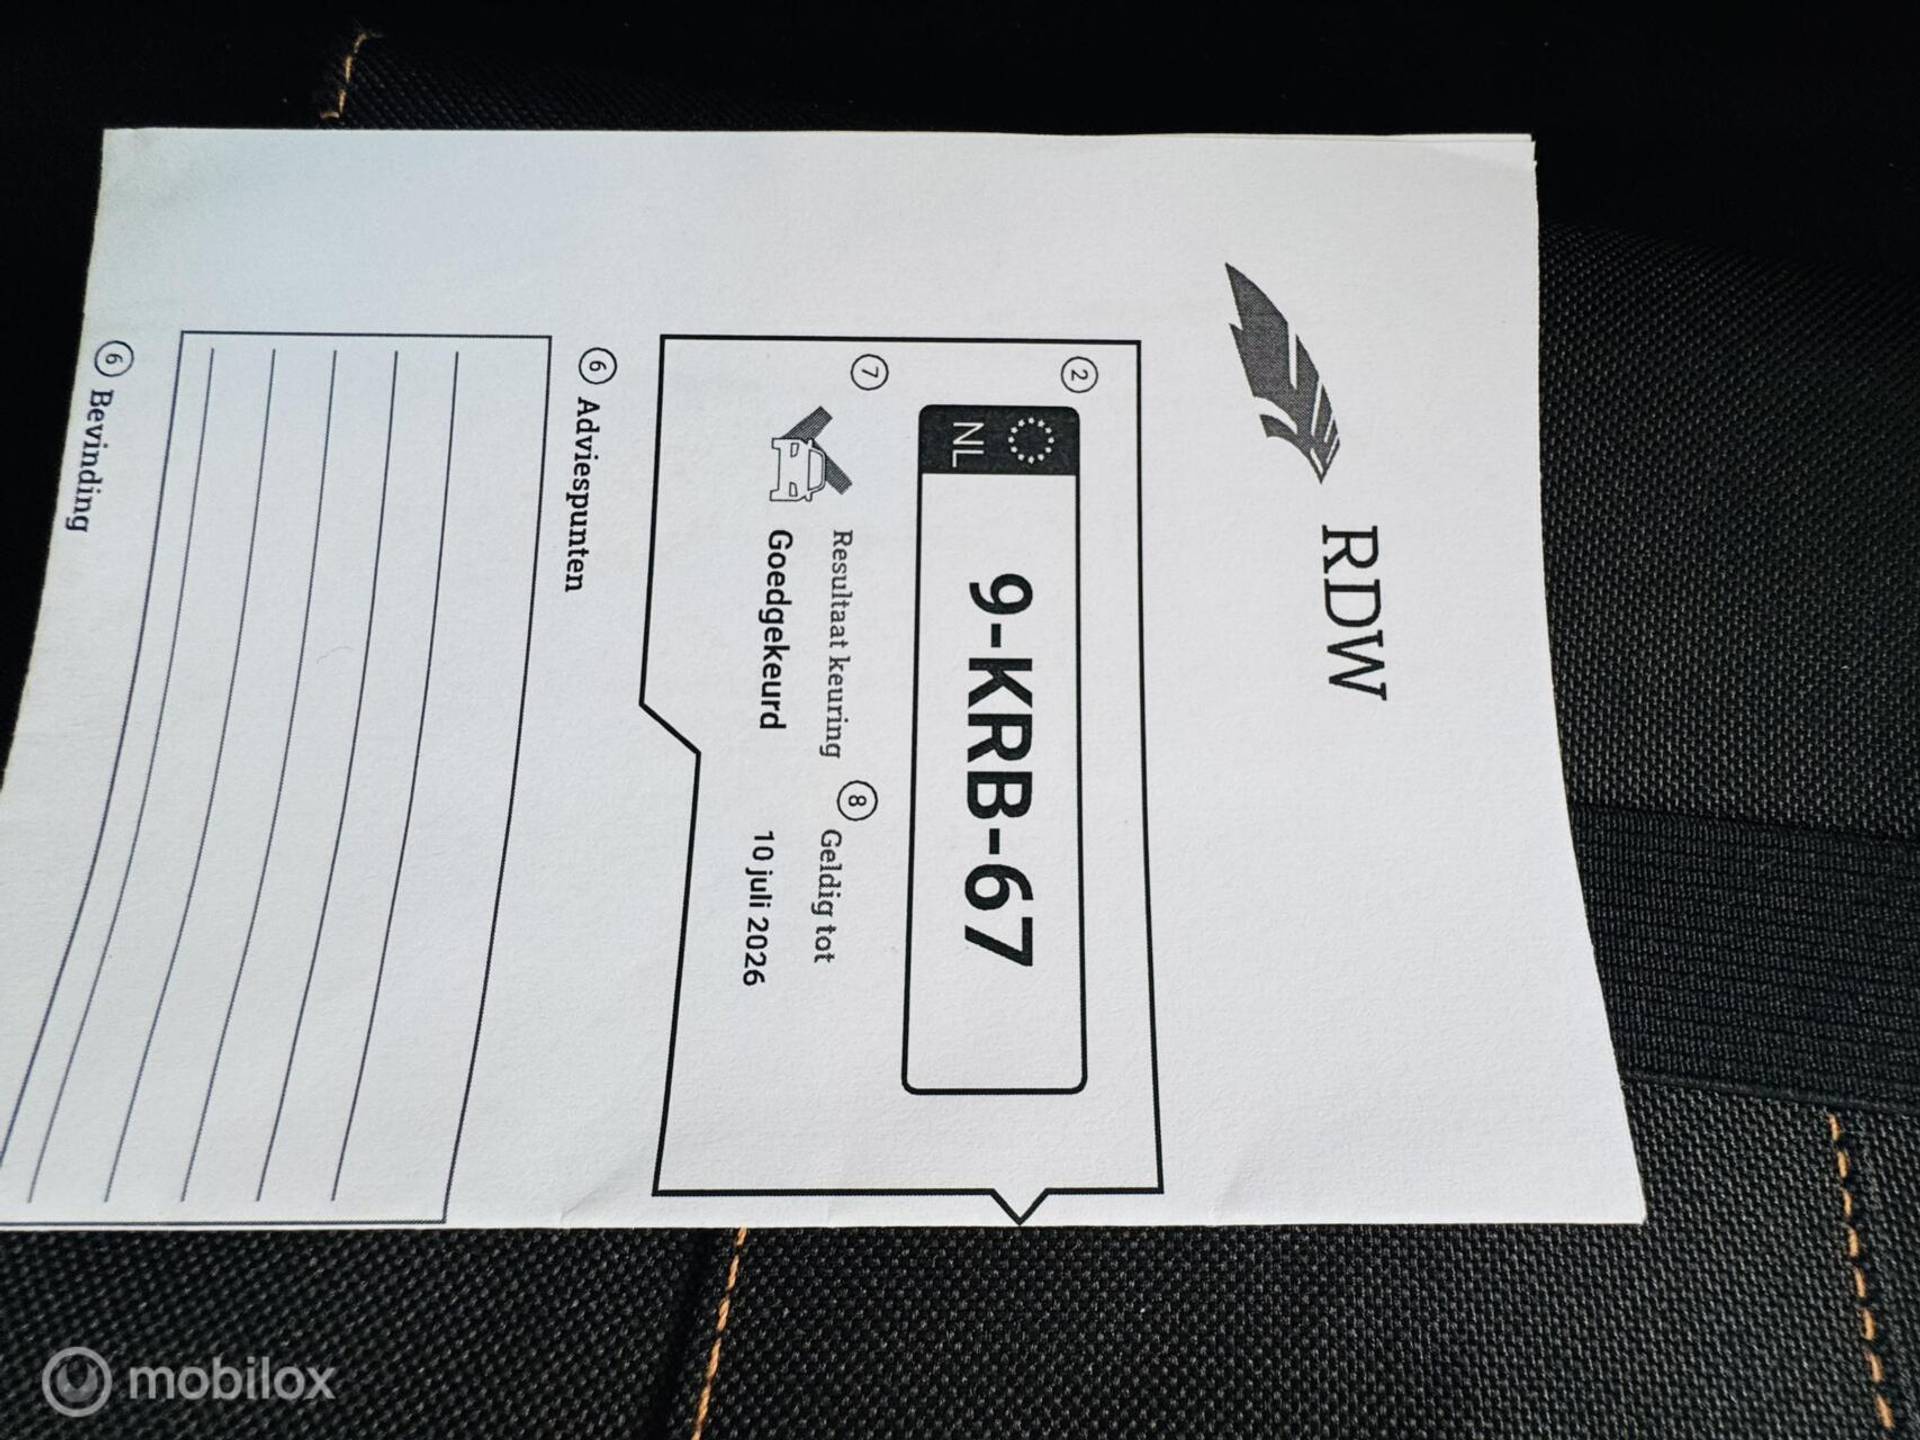 RDW
2
NL
9-KRB-67
7
Resultaat keuring
8
Geldig tot
Goedgekeurd
10 juli 2026
6 Adviespunten
6 Bevinding
mobilox